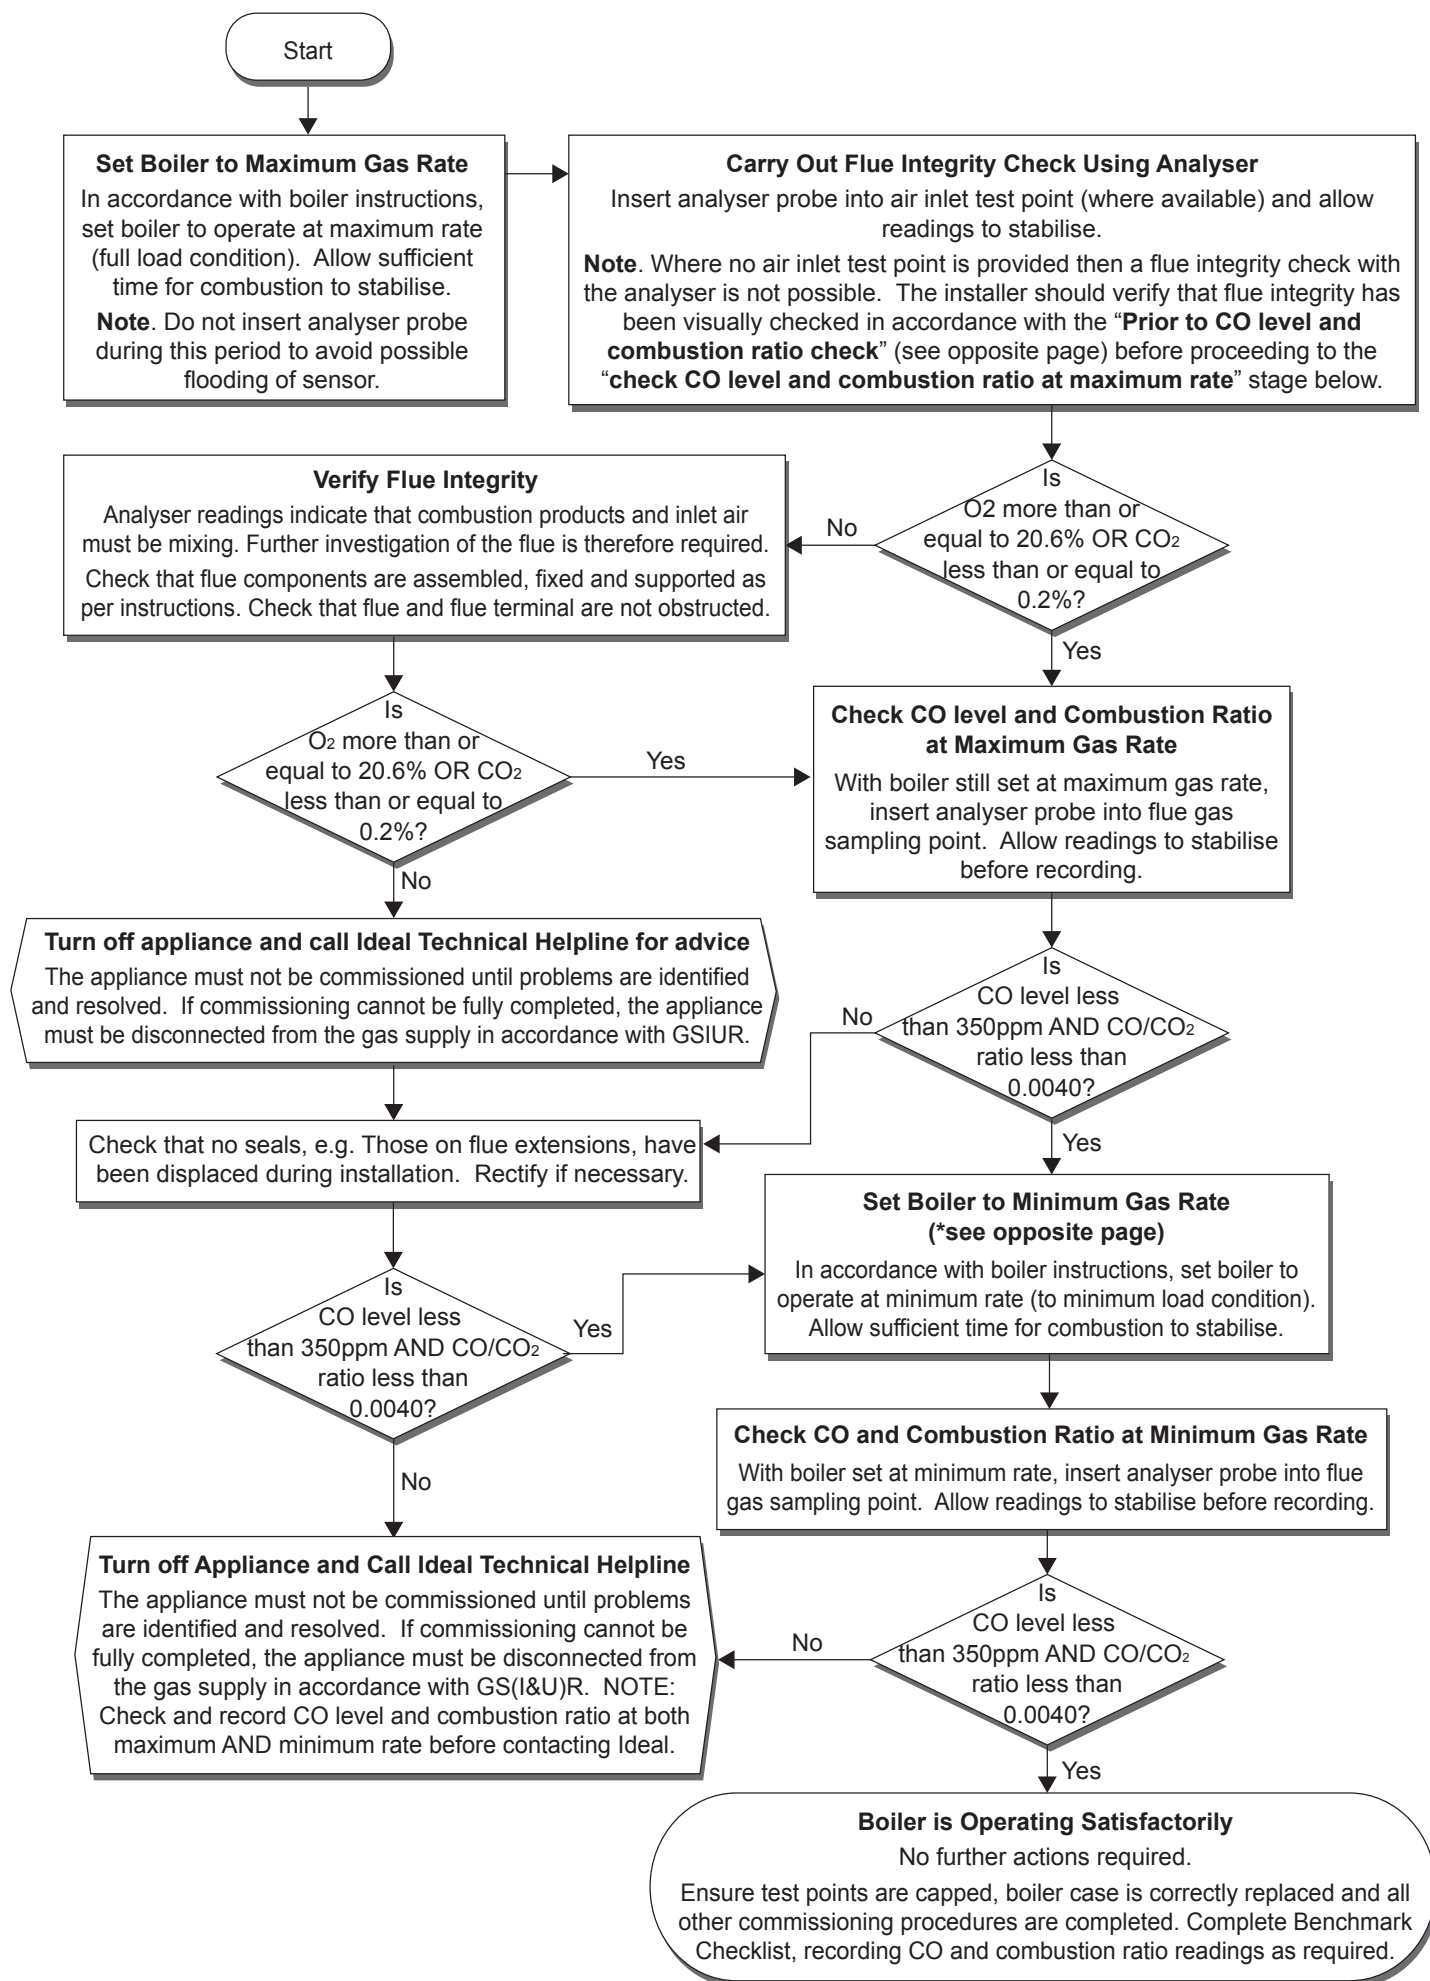 Start
Set Boiler to Maximum Gas Rate
In accordance with boiler instructions,
set boiler to operate at maximum rate
(full load condition).  Allow sufficient
time for combustion to stabilise.
Note. Do not insert analyser probe
during this period to avoid possible
flooding of sensor.
Carry Out Flue Integrity Check Using Analyser
Insert analyser probe into air inlet test point (where available) and allow
readings to stabilise.
Note. Where no air inlet test point is provided then a flue integrity check with
the analyser is not possible.  The installer should verify that flue integrity has
been visually checked in accordance with the “Prior to CO level and
combustion ratio check” (see opposite page) before proceeding to the
“check CO level and combustion ratio at maximum rate” stage below.
Is
O2 more than or
equal to 20.6% OR CO2
less than or equal to
0.2%?
No
Yes
Verify Flue Integrity
Analyser readings indicate that combustion products and inlet air
must be mixing. Further investigation of the flue is therefore required.
Check that flue components are assembled, fixed and supported as
per instructions. Check that flue and flue terminal are not obstructed.
Is
O2 more than or
equal to 20.6% OR CO2
less than or equal to
0.2%?
Yes
No
Check CO level and Combustion Ratio
at Maximum Gas Rate
With boiler still set at maximum gas rate,
insert analyser probe into flue gas
sampling point.  Allow readings to stabilise
before recording.
Turn off appliance and call Ideal Technical Helpline for advice
The appliance must not be commissioned until problems are identified
and resolved.  If commissioning cannot be fully completed, the appliance
must be disconnected from the gas supply in accordance with GSIUR.
Is
CO level less
than 350ppm AND CO/CO2
ratio less than
0.0040?
No
Yes
Check that no seals, e.g. Those on flue extensions, have
been displaced during installation.  Rectify if necessary.
Set Boiler to Minimum Gas Rate
(*see opposite page)
In accordance with boiler instructions, set boiler to
operate at minimum rate (to minimum load condition).
Allow sufficient time for combustion to stabilise.
Is
CO level less
than 350ppm AND CO/CO2
ratio less than
0.0040?
Yes
No
Check CO and Combustion Ratio at Minimum Gas Rate
With boiler set at minimum rate, insert analyser probe into flue
gas sampling point.  Allow readings to stabilise before recording.
Turn off Appliance and Call Ideal Technical Helpline
The appliance must not be commissioned until problems
are identified and resolved.  If commissioning cannot be
fully completed, the appliance must be disconnected from
the gas supply in accordance with GS(I&U)R.  NOTE:
Check and record CO level and combustion ratio at both
maximum AND minimum rate before contacting Ideal.
Is
CO level less
than 350ppm AND CO/CO2
ratio less than
0.0040?
No
Yes
Boiler is Operating Satisfactorily
No further actions required.
Ensure test points are capped, boiler case is correctly replaced and all
other commissioning procedures are completed. Complete Benchmark
Checklist, recording CO and combustion ratio readings as required.